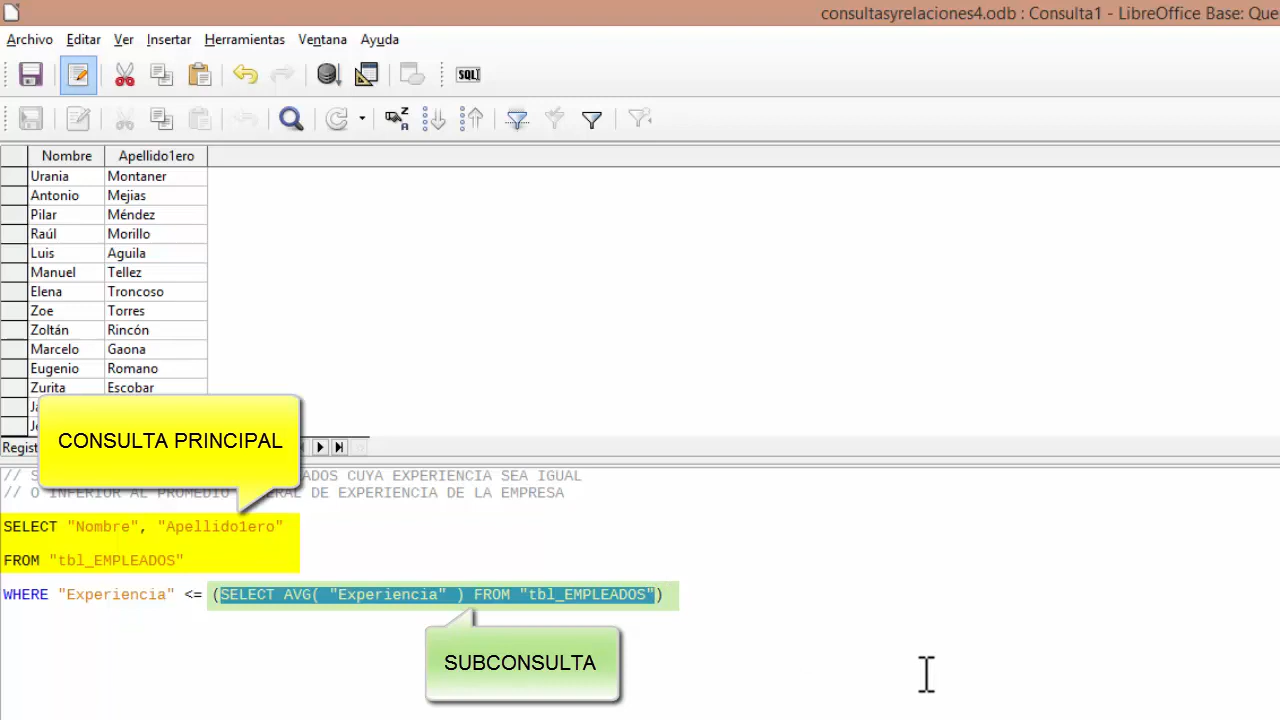 consultasyrelaciones4.odb : Consulta1 - LibreOffice Base: Que
Archivo Editar Ver Insertar Herramientas Ventana Ayuda
SQL
Nombre Apellido1ero
Urania Montaner
Antonio Mejias
Pilar Méndez
Raúl Morillo
Luis Aguila
Manuel Tellez
Elena Troncoso
Zoe Torres
Zoltán Rincón
Marcelo Gaona
Eugenio Romano
Zurita Escobar
CONSULTA PRINCIPAL
Regist
// S ADOS CUYA EXPERIENCIA SEA IGUAL
// O INFERIOR AL PROMEDIO ERAL DE EXPERIENCIA DE LA EMPRESA
SELECT "Nombre", "Apellido1ero"
FROM "tbl_EMPLEADOS"
WHERE "Experiencia" <= (SELECT AVG( "Experiencia" ) FROM "tbl_EMPLEADOS")
SUBCONSULTA